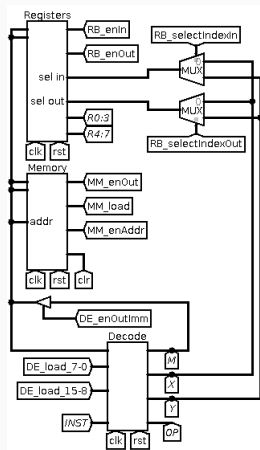 Registers
RB_selectIndexIn
RB_enIn
RB_enOut
sel in
MUX
sel out
MUX
R0:3
R4:7
RB_selectIndexOut
clk
rst
Memory
MM_enOut
MM_load
addr
MM_enAddr
clk
rst
clr
DE_enOutImm
Decode
M
DE_load_7-0
X
DE_load_15-8
Y
INST
OP
clk
rst